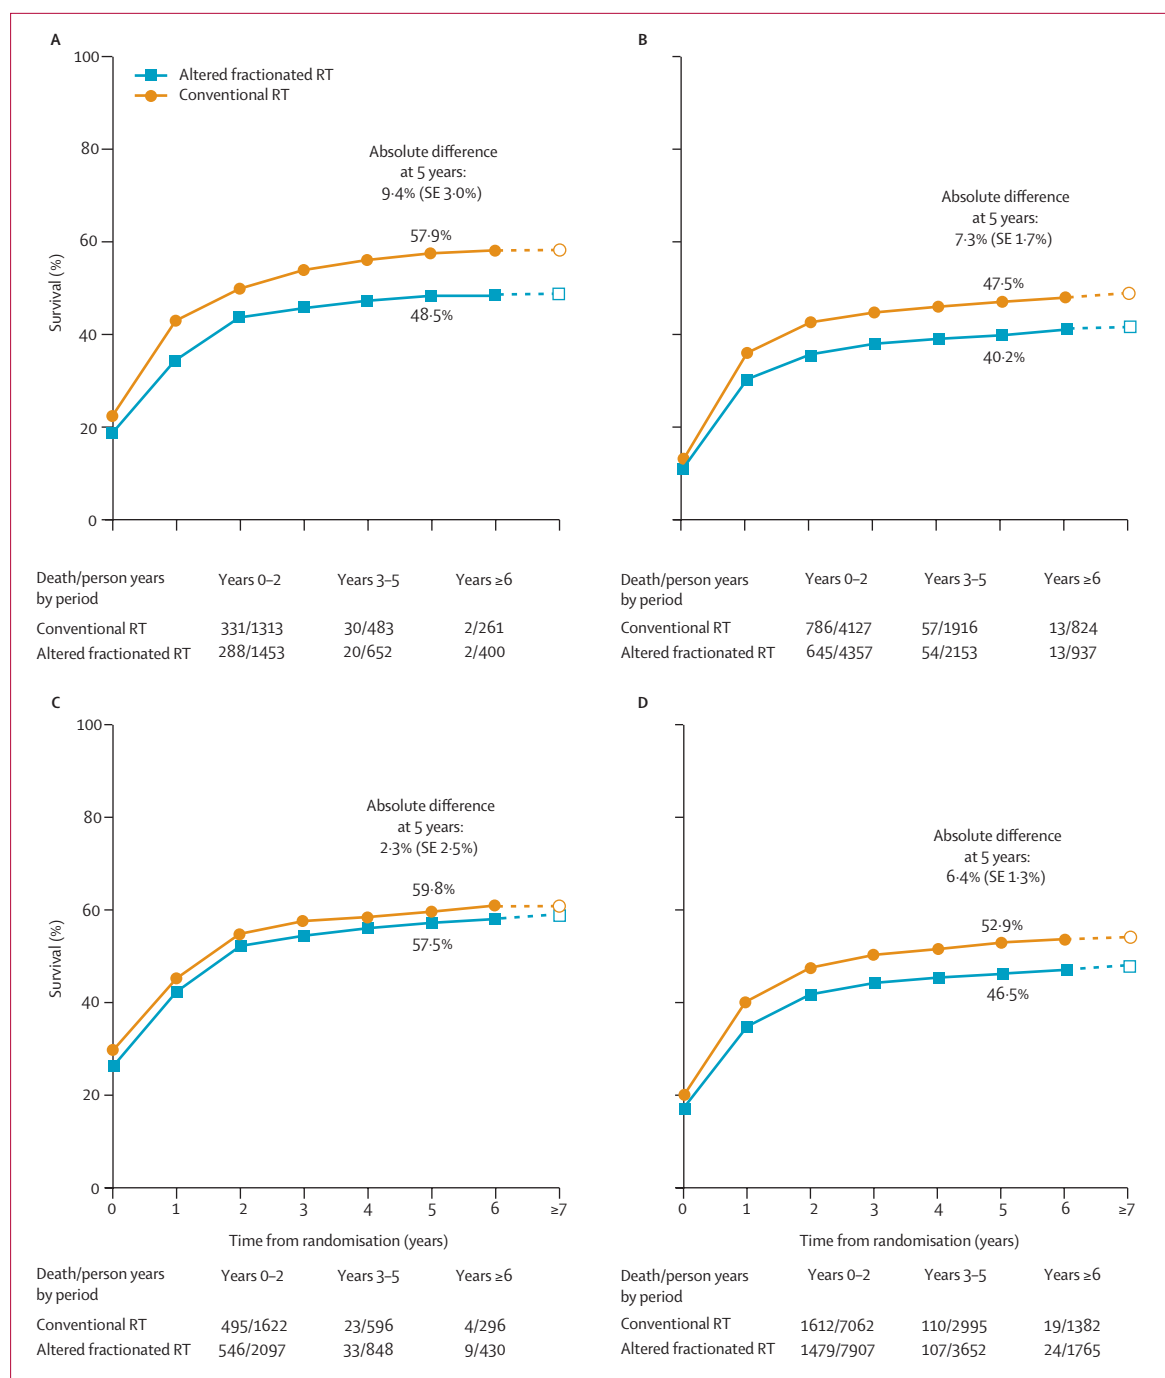 A
100
80
60
40
20
0
Survival (%)
Altered fractionated RT
Conventional RT
Absolute difference
at 5 years:
9·4% (SE 3·0%)
57·9%
48·5%
Death/person years
by period
Years 0–2 Years 3–5 Years ≥6
Conventional RT 331/1313 30/483 2/261
Altered fractionated RT 288/1453 20/652 2/400
B
Absolute difference
at 5 years:
7·3% (SE 1·7%)
47·5%
40·2%
Death/person years
by period
Years 0–2 Years 3–5 Years ≥6
Conventional RT 786/4127 57/1916 13/824
Altered fractionated RT 645/4357 54/2153 13/937
C
100
80
60
40
20
0
Survival (%)
Absolute difference
at 5 years:
2·3% (SE 2·5%)
59·8%
57·5%
0 1 2 3 4 5 6 ≥7
Time from randomisation (years)
Death/person years
by period
Years 0–2 Years 3–5 Years ≥6
Conventional RT 495/1622 23/596 4/296
Altered fractionated RT 546/2097 33/848 9/430
D
Absolute difference
at 5 years:
6·4% (SE 1·3%)
52·9%
46·5%
0 1 2 3 4 5 6 ≥7
Time from randomisation (years)
Death/person years
by period
Years 0–2 Years 3–5 Years ≥6
Conventional RT 1612/7062 110/2995 19/1382
Altered fractionated RT 1479/7907 107/3652 24/1765